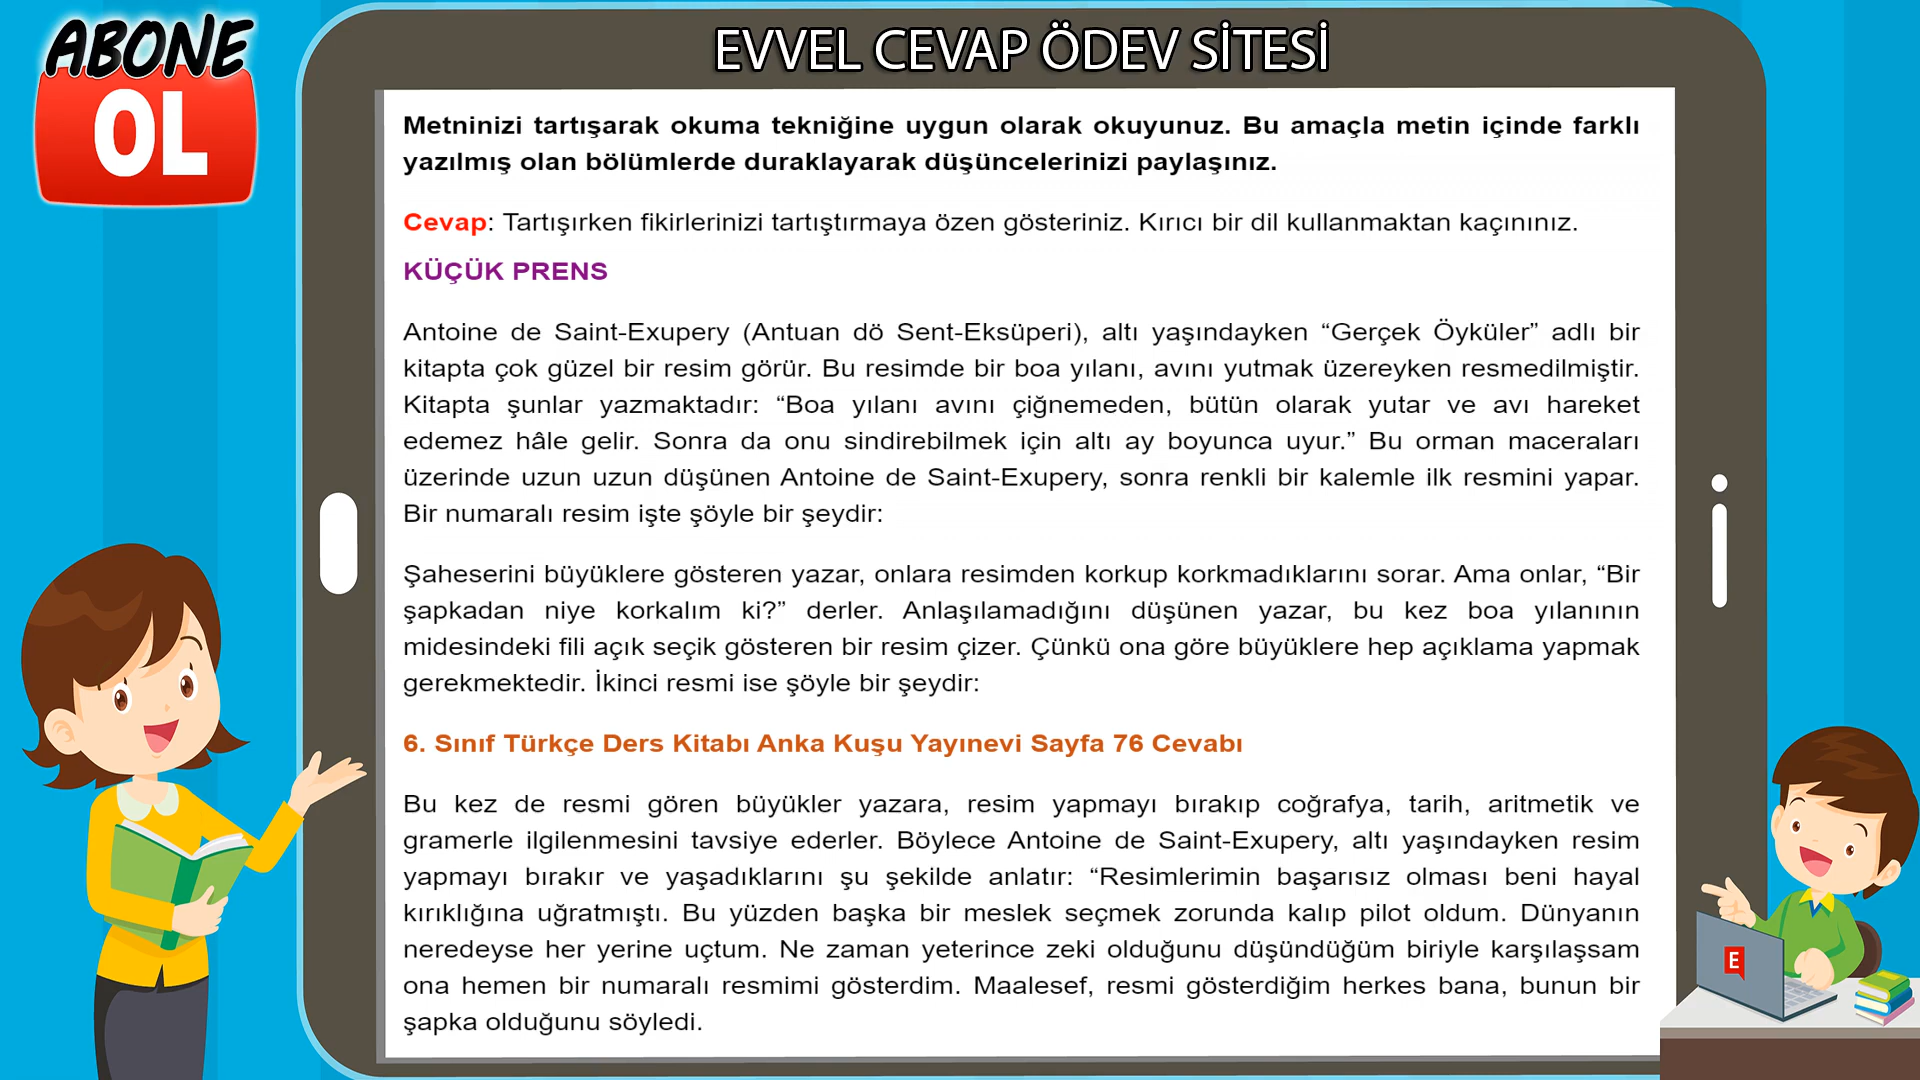 ABONE
OL
EVVEL CEVAP ÖDEV SİTESİ
Metninizi tartışarak okuma tekniğine uygun olarak okuyunuz. Bu amaçla metin içinde farklı
yazılmış olan bölümlerde duraklayarak düşüncelerinizi paylaşınız.
Cevap: Tartışırken fikirlerinizi tartıştırmaya özen gösteriniz. Kırıcı bir dil kullanmaktan kaçınınız.
KÜÇÜK PRENS
Antoine de Saint-Exupery (Antuan dö Sent-Eksüperi), altı yaşındayken “Gerçek Öyküler” adlı bir
kitapta çok güzel bir resim görür. Bu resimde bir boa yılanı, avını yutmak üzereyken resmedilmiştir.
Kitapta şunlar yazmaktadır: “Boa yılanı avını çiğnemeden, bütün olarak yutar ve avı hareket
edemez hâle gelir. Sonra da onu sindirebilmek için altı ay boyunca uyur.” Bu orman maceraları
üzerinde uzun uzun düşünen Antoine de Saint-Exupery, sonra renkli bir kalemle ilk resmini yapar.
Bir numaralı resim işte şöyle bir şeydir:
Şaheserini büyüklere gösteren yazar, onlara resimden korkup korkmadıklarını sorar. Ama onlar, “Bir
şapkadan niye korkalım ki?” derler. Anlaşılamadığını düşünen yazar, bu kez boa yılanının
midesindeki fili açık seçik gösteren bir resim çizer. Çünkü ona göre büyüklere hep açıklama yapmak
gerekmektedir. İkinci resmi ise şöyle bir şeydir:
6. Sınıf Türkçe Ders Kitabı Anka Kuşu Yayınevi Sayfa 76 Cevabı
Bu kez de resmi gören büyükler yazara, resim yapmayı bırakıp coğrafya, tarih, aritmetik ve
gramerle ilgilenmesini tavsiye ederler. Böylece Antoine de Saint-Exupery, altı yaşındayken resim
yapmayı bırakır ve yaşadıklarını şu şekilde anlatır: “Resimlerimin başarısız olması beni hayal
kırıklığına uğratmıştı. Bu yüzden başka bir meslek seçmek zorunda kalıp pilot oldum. Dünyanın
neredeyse her yerine uçtum. Ne zaman yeterince zeki olduğunu düşündüğüm biriyle karşılaşsam
ona hemen bir numaralı resmimi gösterdim. Maalesef, resmi gösterdiğim herkes bana, bunun bir
şapka olduğunu söyledi.
E